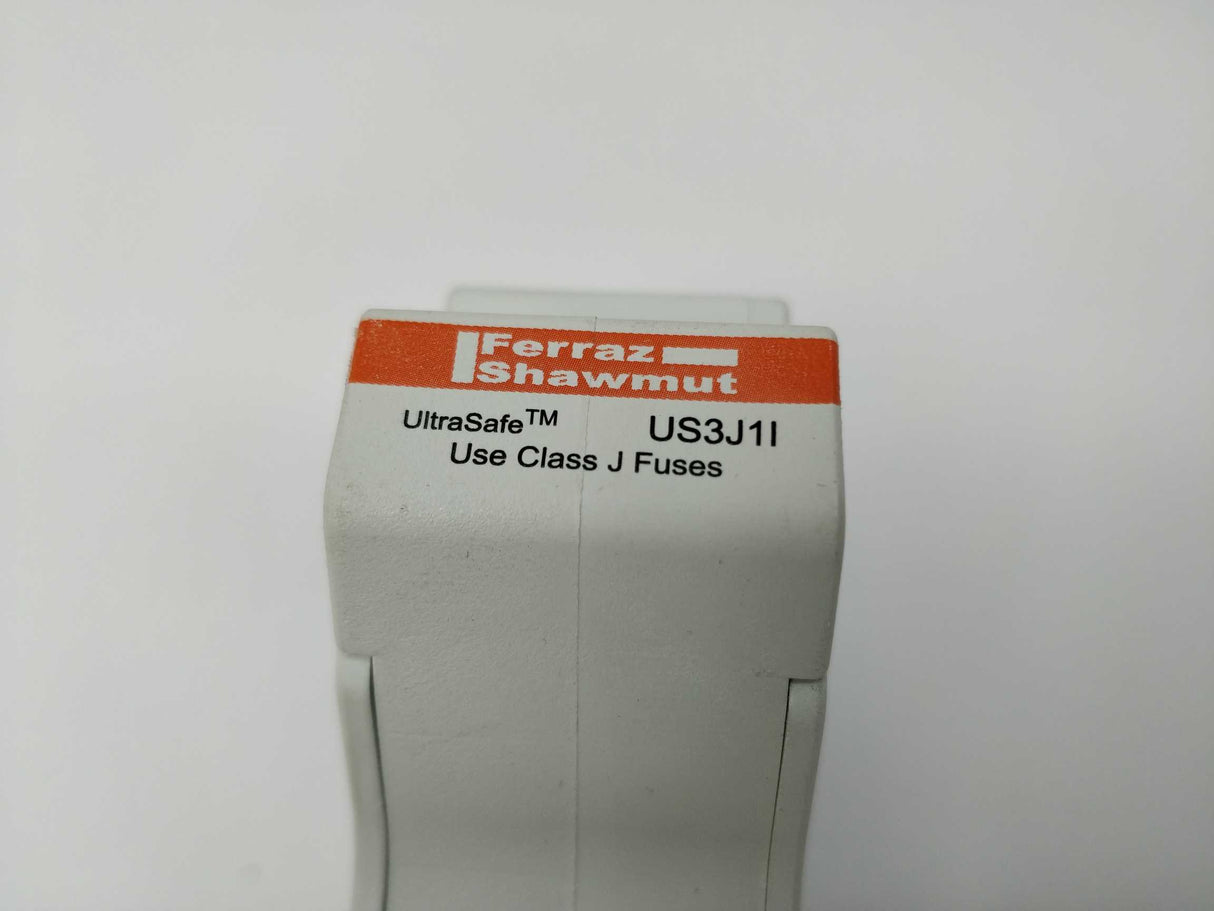 Ferraz
Shawmut
UltraSafe™ US3J1I
Use Class J Fuses